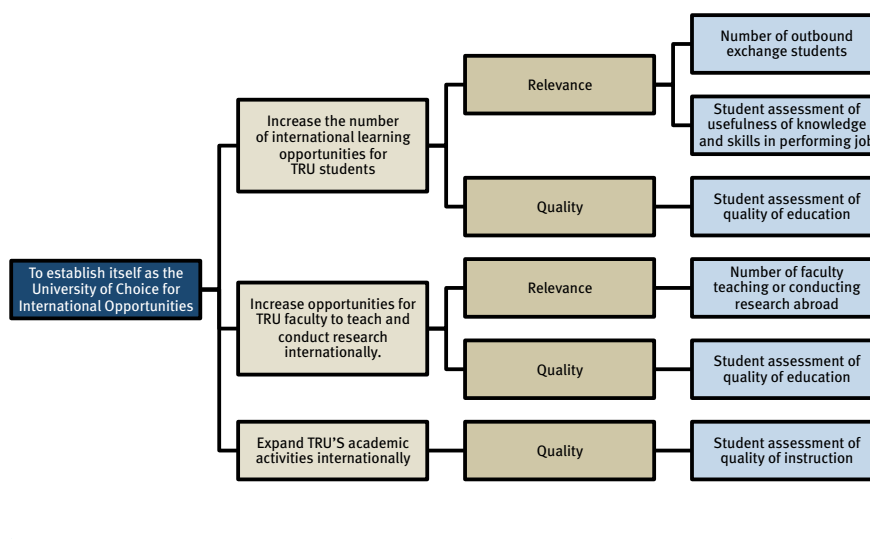 To establish itself as the
University of Choice for
International Opportunities
Increase the number
of international learning
opportunities for
TRU students
Relevance
Number of outbound
exchange students
Student assessment of
usefulness of knowledge
and skills in performing job
Quality
Student assessment of
quality of education
Increase opportunities for
TRU faculty to teach and
conduct research
internationally.
Relevance
Number of faculty
teaching or conducting
research abroad
Quality
Student assessment of
quality of education
Expand TRU'S academic
activities internationally
Quality
Student assessment of
quality of instruction